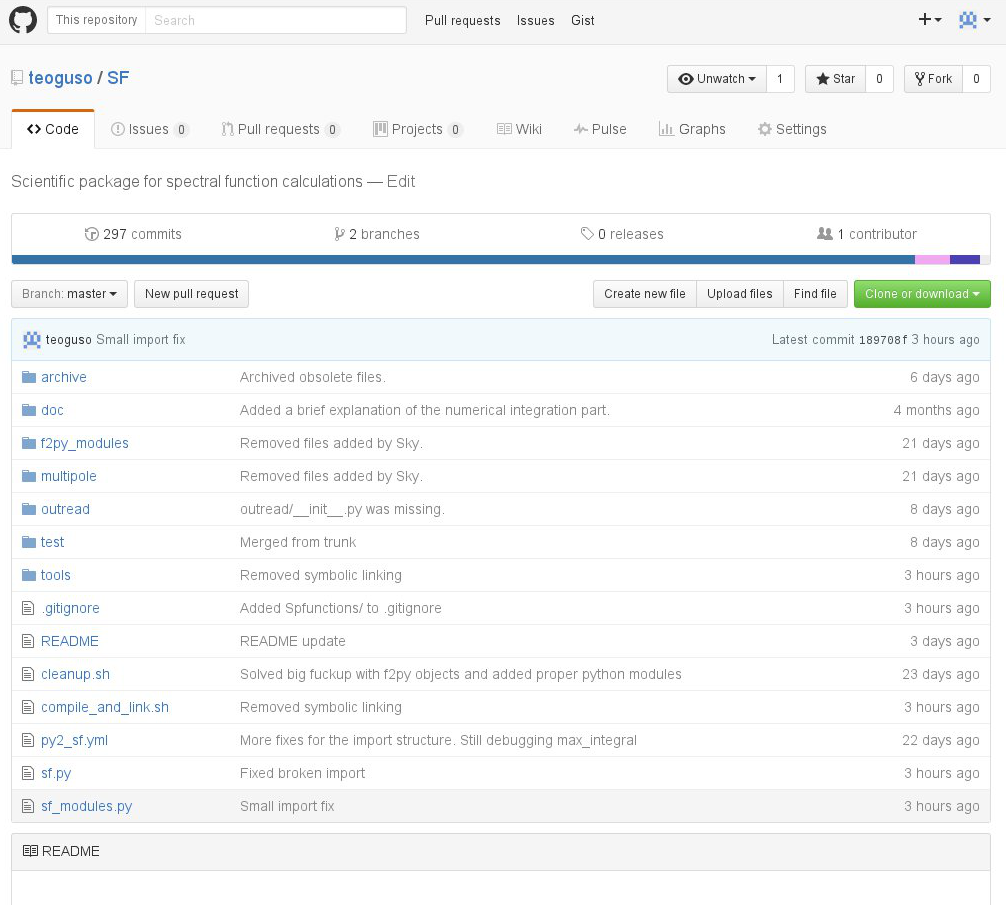 This repository Search Pull requests Issues Gist
teoguso / SF Unwatch 1 Star 0 Fork 0
Code Issues 0 Pull requests 0 Projects 0 Wiki Pulse Graphs Settings
Scientific package for spectral function calculations — Edit
297 commits 2 branches 0 releases 1 contributor
Branch: master New pull request Create new file Upload files Find file Clone or download
teoguso Small import fix Latest commit 189708f 3 hours ago
archive Archived obsolete files. 6 days ago
doc Added a brief explanation of the numerical integration part. 4 months ago
f2py_modules Removed files added by Sky. 21 days ago
multipole Removed files added by Sky. 21 days ago
outread outread/__init__.py was missing. 8 days ago
test Merged from trunk 8 days ago
tools Removed symbolic linking 3 hours ago
.gitignore Added Spfunctions/ to .gitignore 3 hours ago
README README update 3 days ago
cleanup.sh Solved big fuckup with f2py objects and added proper python modules 23 days ago
compile_and_link.sh Removed symbolic linking 3 hours ago
py2_sf.yml More fixes for the import structure. Still debugging max_integral 22 days ago
sf.py Fixed broken import 3 hours ago
sf_modules.py Small import fix 3 hours ago
README